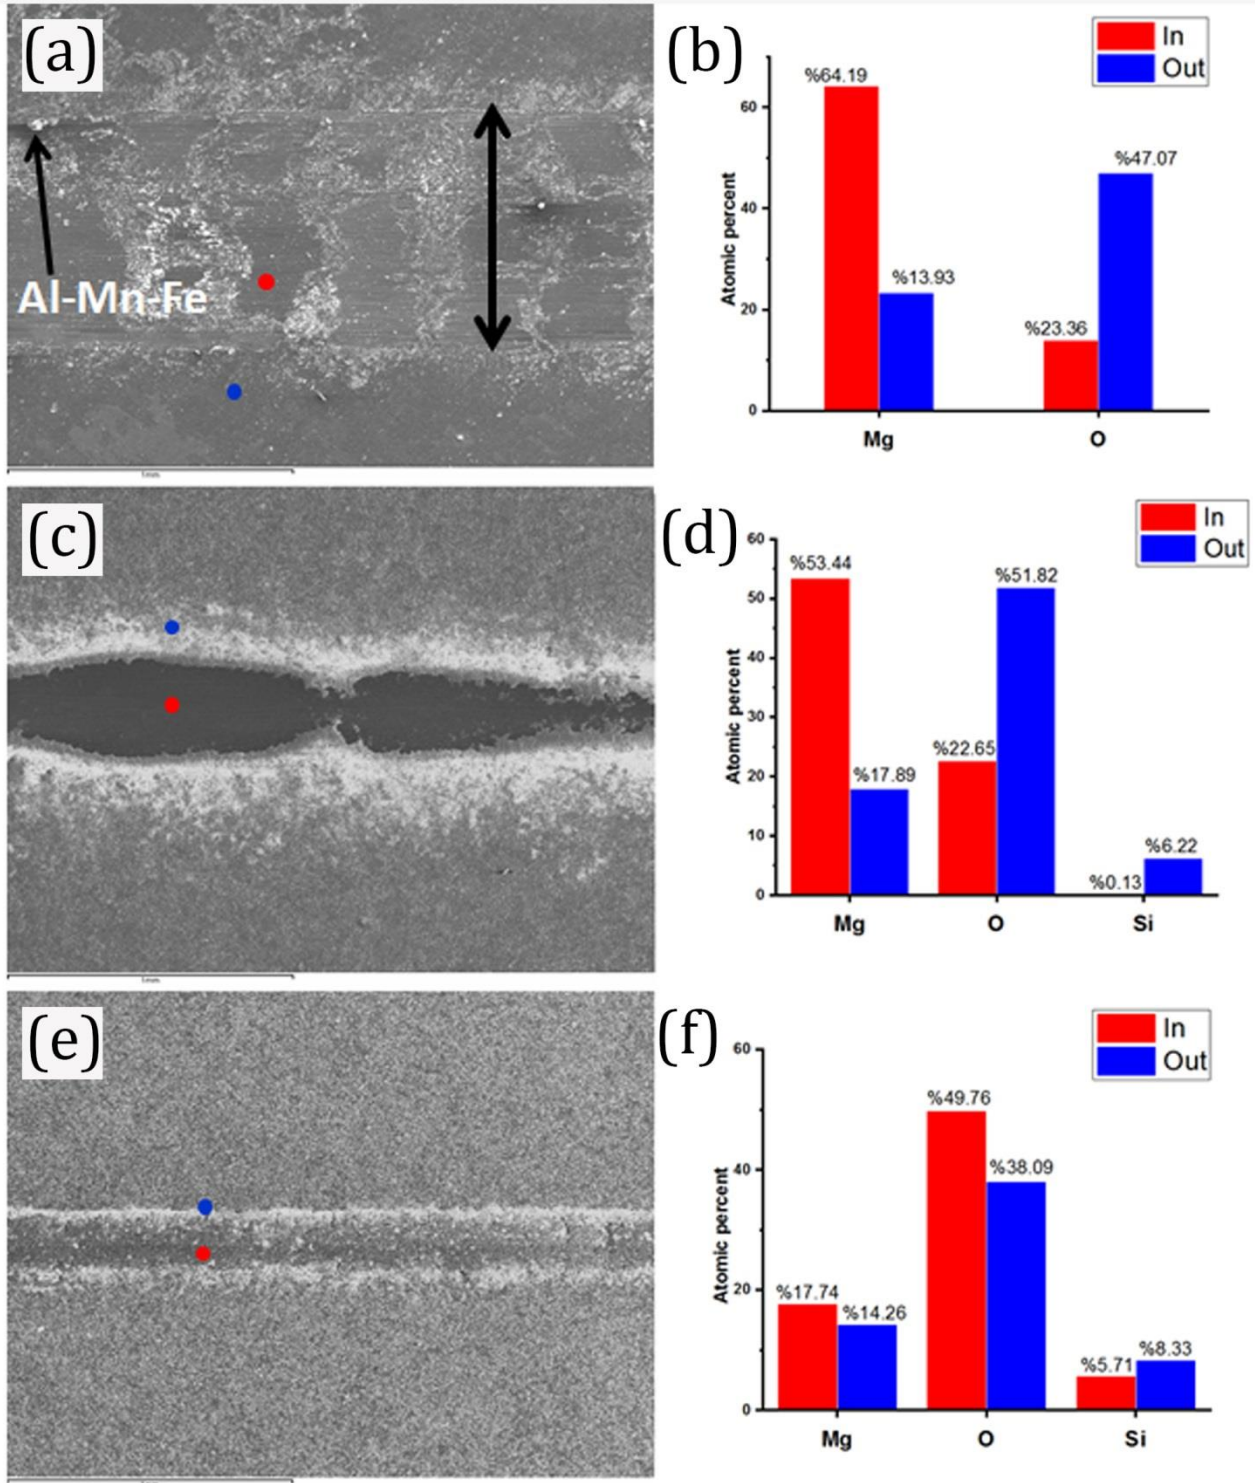 (a)
Al-Mn-Fe
1mm
(b)
In
Out
Atomic percent
60
40
20
0
%64.19
%13.93
%23.36
%47.07
Mg
O
(c)
1mm
(d)
In
Out
Atomic percent
60
50
40
30
20
10
0
%53.44
%17.89
%22.65
%51.82
%0.13
%6.22
Mg
O
Si
(e)
(f)
In
Out
Atomic percent
60
40
20
0
%17.74
%14.26
%49.76
%38.09
%5.71
%8.33
Mg
O
Si